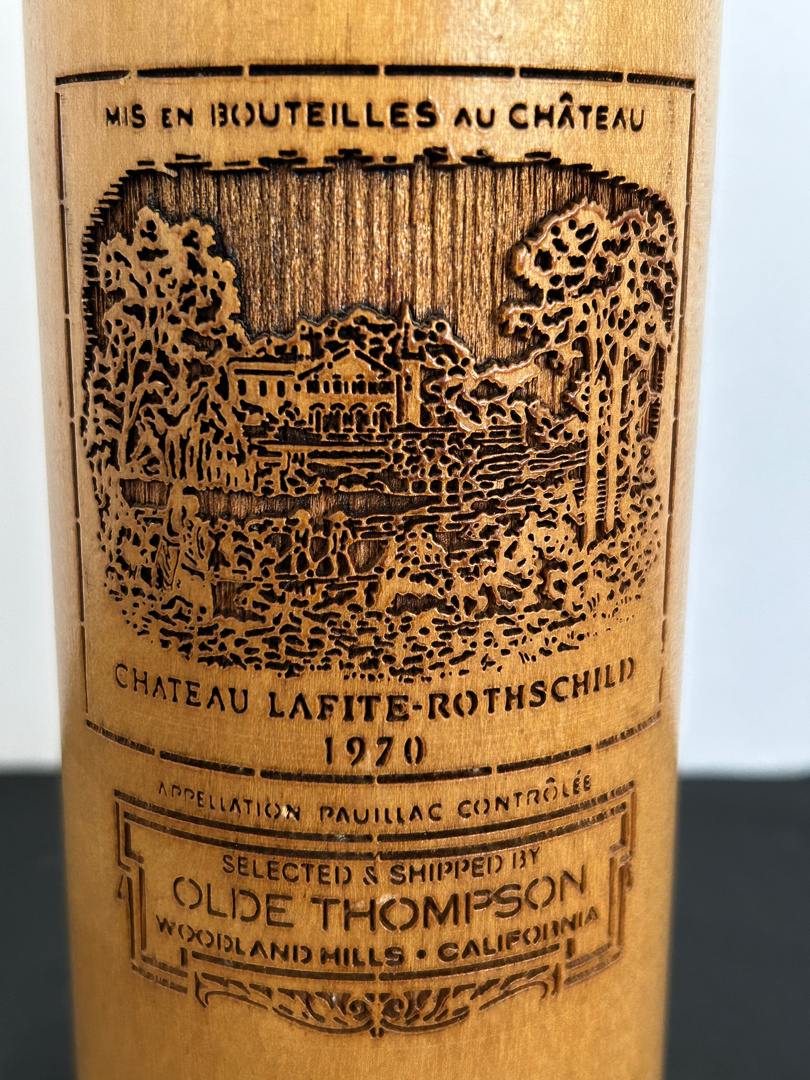 MIS EN BOUTEILLES AU CHÂTEAU
CHATEAU LAFITE-ROTHSCHILD
1970
APPELLATION PAUILLAC CONTRÔLÉE
SELECTED & SHIPPED BY
OLDE THOMPSON
WOODLAND HILLS • CALIFORNIA